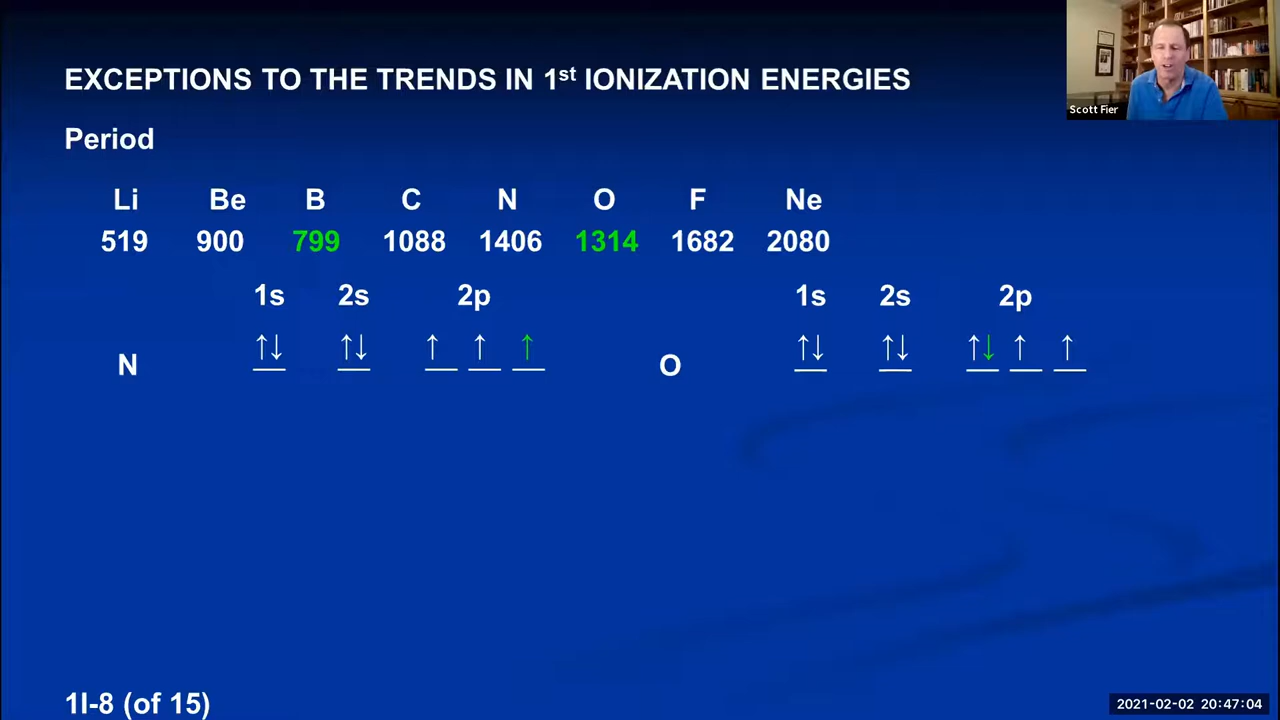 EXCEPTIONS TO THE TRENDS IN 1st IONIZATION ENERGIES
Scott Fier
Period
Li Be B C N O F Ne
519 900 799 1088 1406 1314 1682 2080
1s 2s 2p 1s 2s 2p
N ↑↓ ↑↓ ↑ ↑ ↑ O ↑↓ ↑↓ ↑↓ ↑ ↑
1I-8 (of 15)
2021-02-02 20:47:04